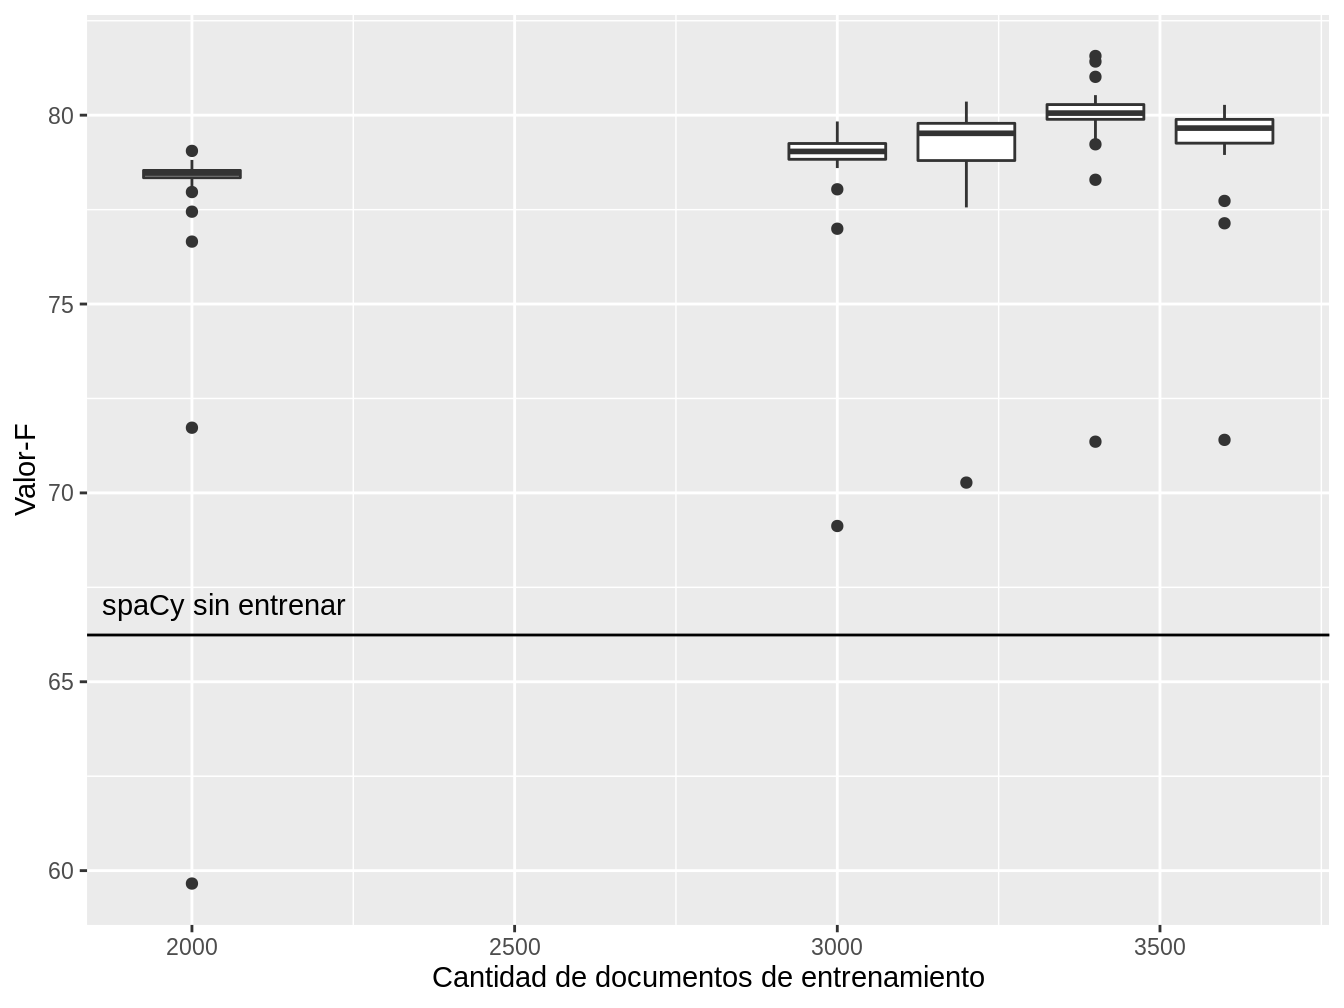 80
75
70
65
60
Valor-F
spaCy sin entrenar
2000 2500 3000 3500
Cantidad de documentos de entrenamiento